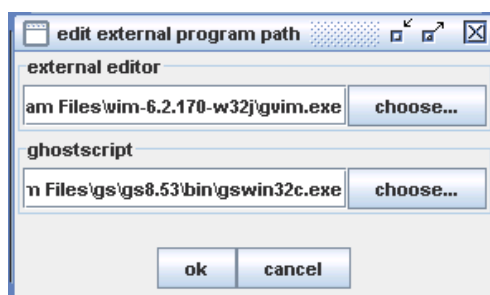 edit external program path
external editor
am Files\vim-6.2.170-w32j\gvim.exe choose...
ghostscript
n Files\gs\gs8.53\bin\gswin32c.exe choose...
ok cancel